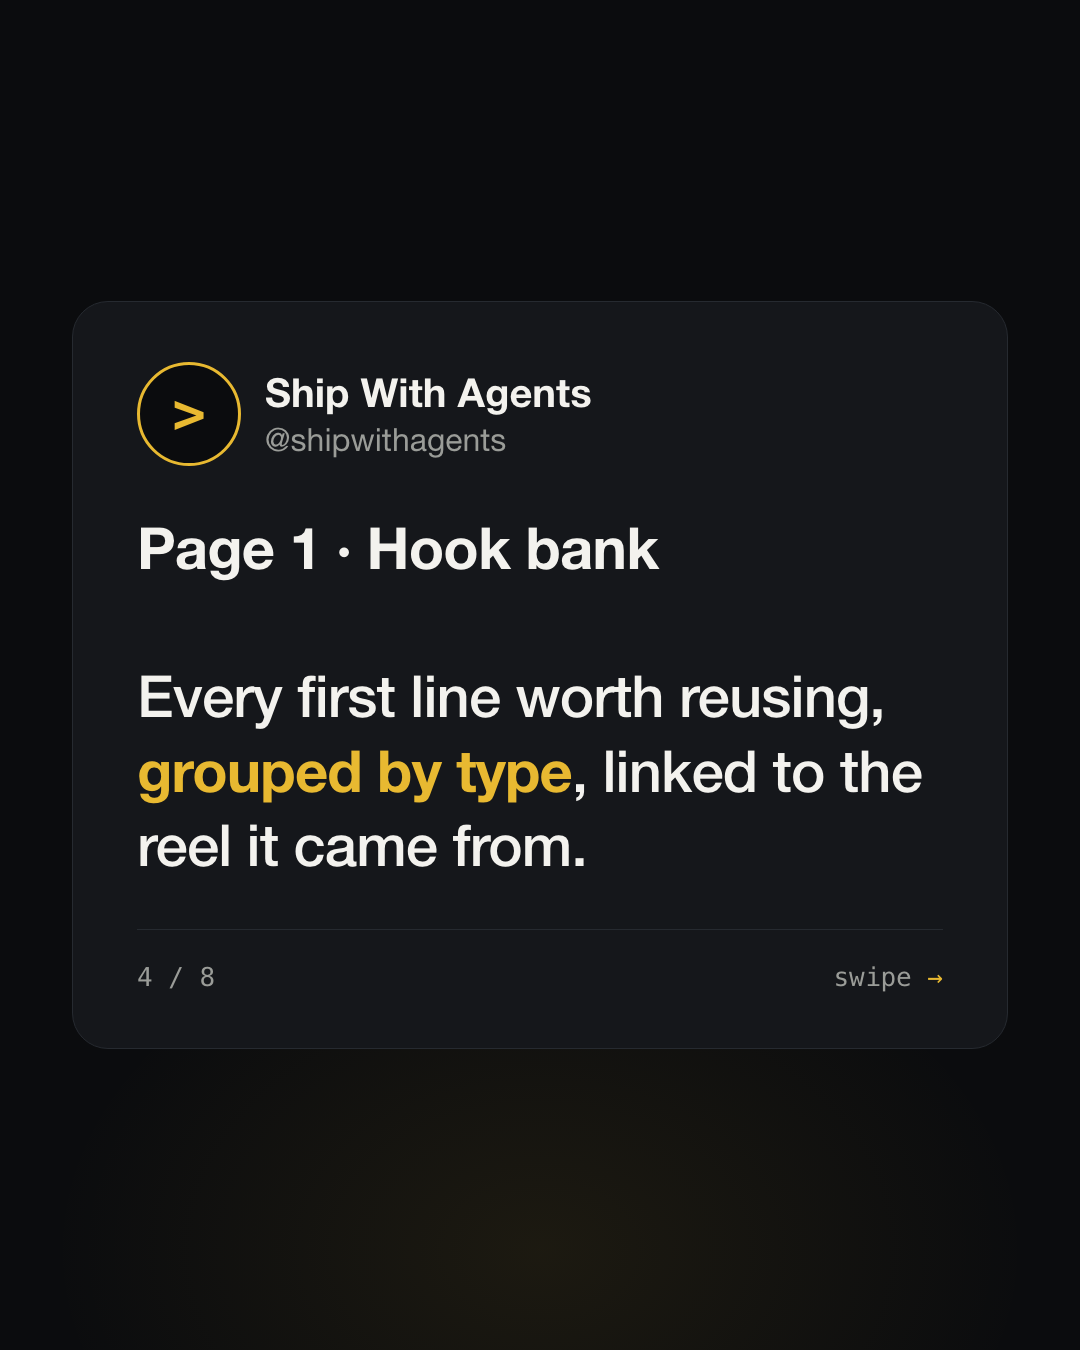 >
Ship With Agents
@shipwithagents
Page 1 · Hook bank
Every first line worth reusing,
grouped by type, linked to the
reel it came from.
4 / 8
swipe →